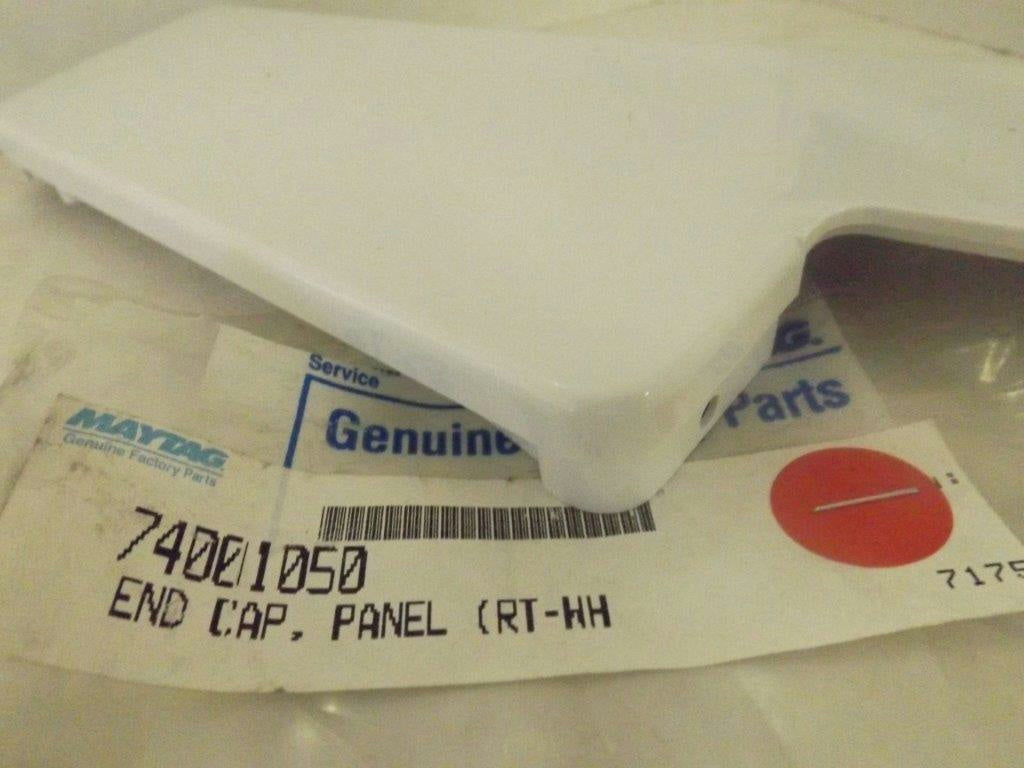 Service
G.
Genuine Parts
MAYTAG
Genuine Factory Parts
74001050
END CAP, PANEL (RT-WH
7175